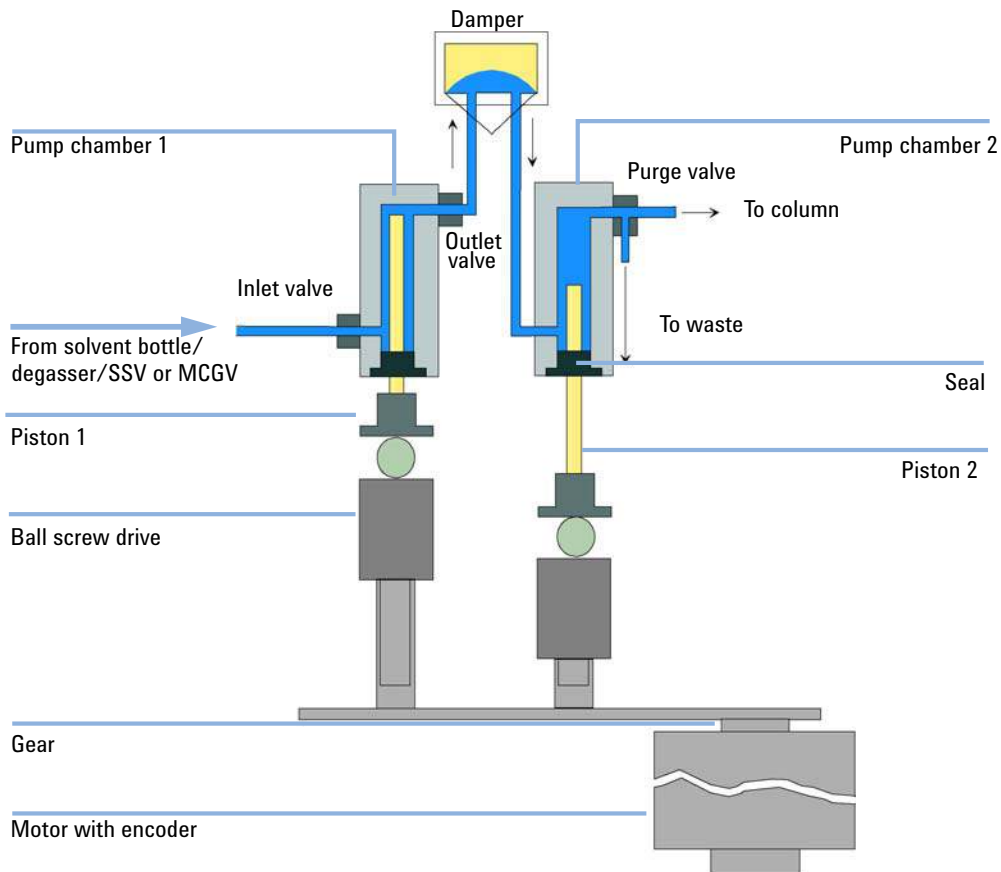 Damper
Pump chamber 1
Pump chamber 2
Purge valve
To column
Outlet
valve
Inlet valve
To waste
From solvent bottle/
degasser/SSV or MCGV
Seal
Piston 1
Piston 2
Ball screw drive
Gear
Motor with encoder